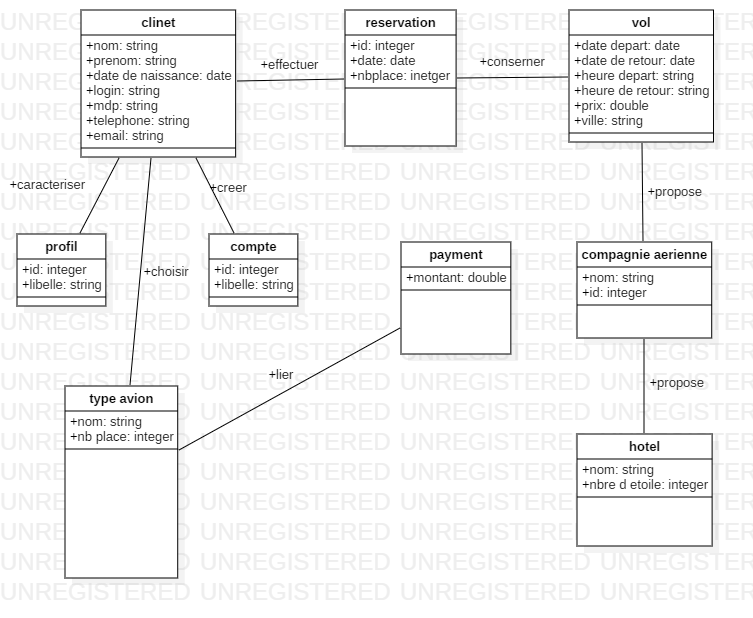 clinet
+nom: string
+prenom: string
+date de naissance: date
+login: string
+mdp: string
+telephone: string
+email: string
+effectuer
reservation
+id: integer
+date: date
+nbplace: inetger
+conserner
vol
+date depart: date
+date de retour: date
+heure depart: string
+heure de retour: string
+prix: double
+ville: string
+caracteriser
+creer
+propose
profil
+id: integer
+libelle: string
+choisir
compte
+id: integer
+libelle: string
payment
+montant: double
compagnie aerienne
+nom: string
+id: integer
+lier
+propose
type avion
+nom: string
+nb place: integer
hotel
+nom: string
+nbre d etoile: integer
UNREGISTERED UNREGISTERED UNREGISTERED UNREGISTERED